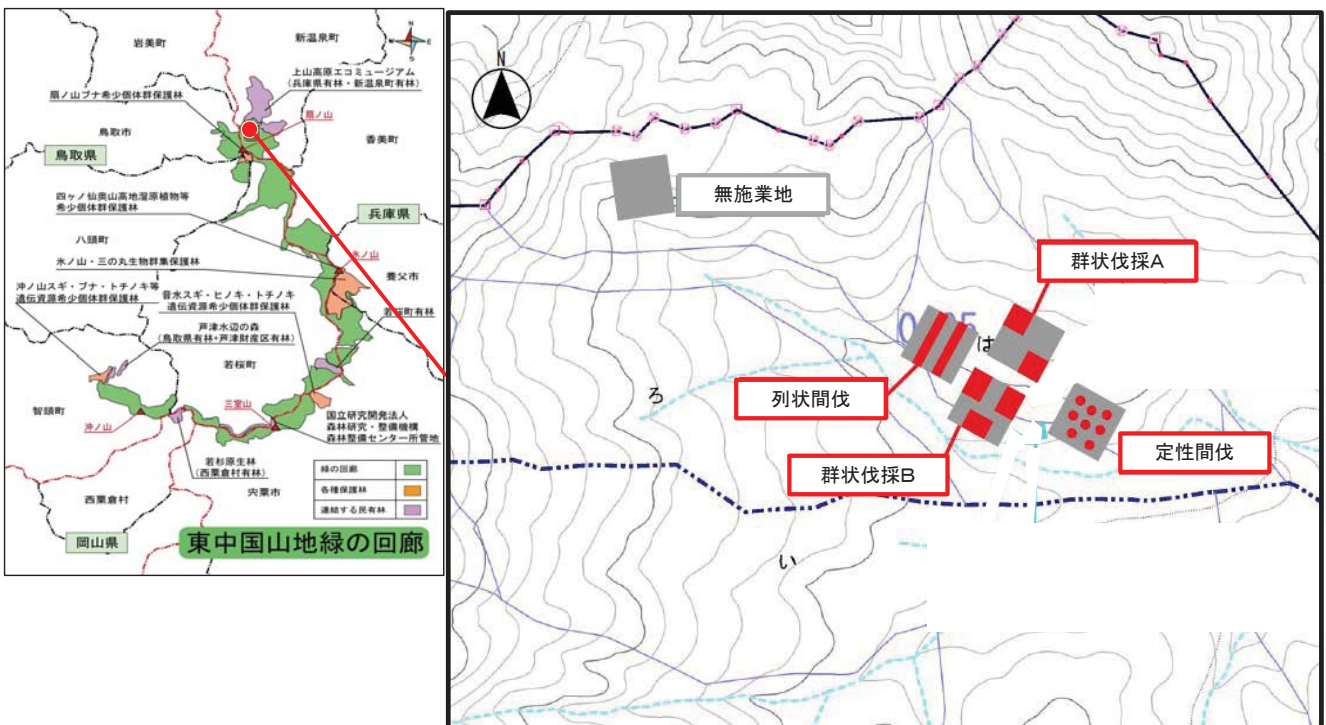 岩美町
新温泉町
上山高原エコミュージアム
(兵庫県有林・新温泉町有林)
扇ノ山ブナ希少個体群保護林
扇ノ山
鳥取市
香美町
鳥取県
四ヶノ仙奥山高地湿原植物等
希少個体群保護林
兵庫県
八頭町
氷ノ山
氷ノ山・三の丸生物群集保護林
養父市
沖ノ山スギ・ブナ・トチノキ等
遺伝資源希少個体群保護林
音水スギ・ヒノキ・トチノキ
遺伝資源希少個体群保護林
若桜町有林
芦津水辺の森
(鳥取県有林・芦津財産区有林)
若桜町
智頭町
沖ノ山
三室山
国立研究開発法人
森林研究・整備機構
森林整備センター所管地
若杉原生林
(西粟倉村有林)
西粟倉村
宍粟市
緑の回廊
各種保護林
連結する民有林
岡山県
東中国山地緑の回廊
N
無施業地
群状伐採A
は
列状間伐
ろ
群状伐採B
定性間伐
い